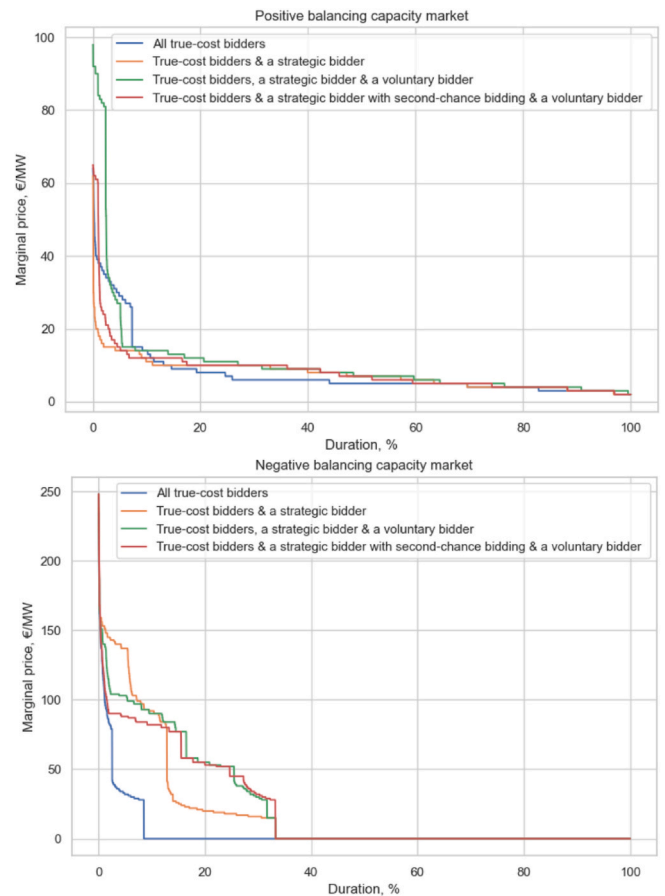 Positive balancing capacity market
100
80
60
40
20
0
Marginal price, €/MW
All true-cost bidders
True-cost bidders & a strategic bidder
True-cost bidders, a strategic bidder & a voluntary bidder
True-cost bidders & a strategic bidder with second-chance bidding & a voluntary bidder
0 20 40 60 80 100
Duration, %
Negative balancing capacity market
250
200
150
100
50
0
Marginal price, €/MW
All true-cost bidders
True-cost bidders & a strategic bidder
True-cost bidders, a strategic bidder & a voluntary bidder
True-cost bidders & a strategic bidder with second-chance bidding & a voluntary bidder
0 20 40 60 80 100
Duration, %